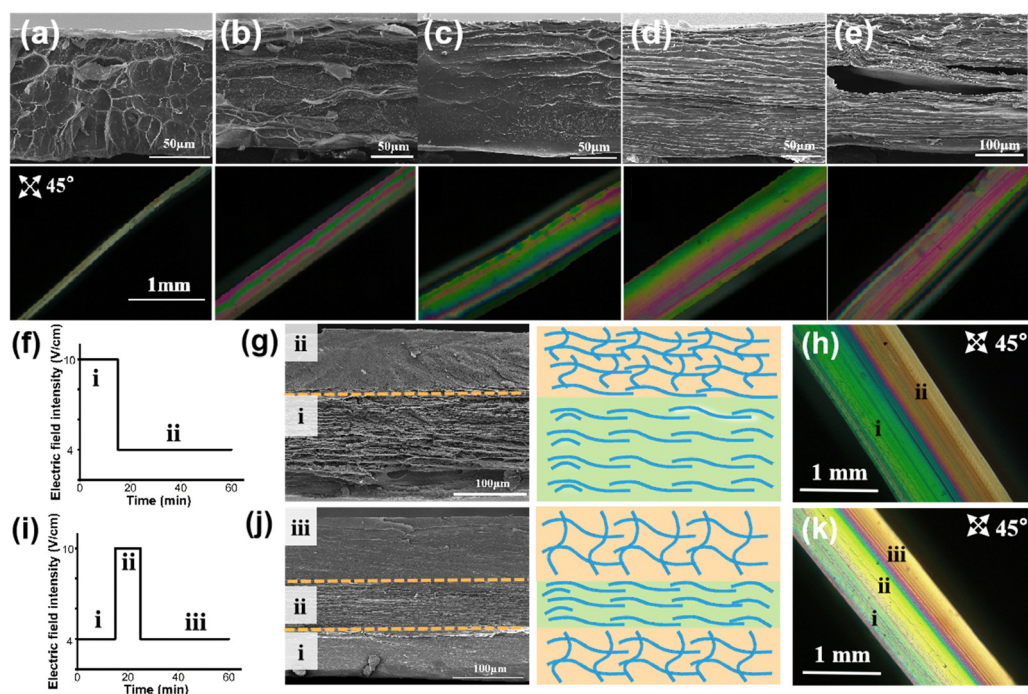 (a)
(b)
(c)
(d)
(e)
50μm
50μm
50μm
50μm
100μm
45°
1mm
(f)
Electric field intensity (V/cm)
10
4
i
ii
0 20 40 60
Time (min)
(g)
ii
i
100μm
(h)
45°
ii
i
1 mm
(i)
Electric field intensity (V/cm)
10
4
i
ii
iii
0 20 40 60
Time (min)
(j)
iii
ii
i
100μm
(k)
45°
iii
ii
i
1 mm